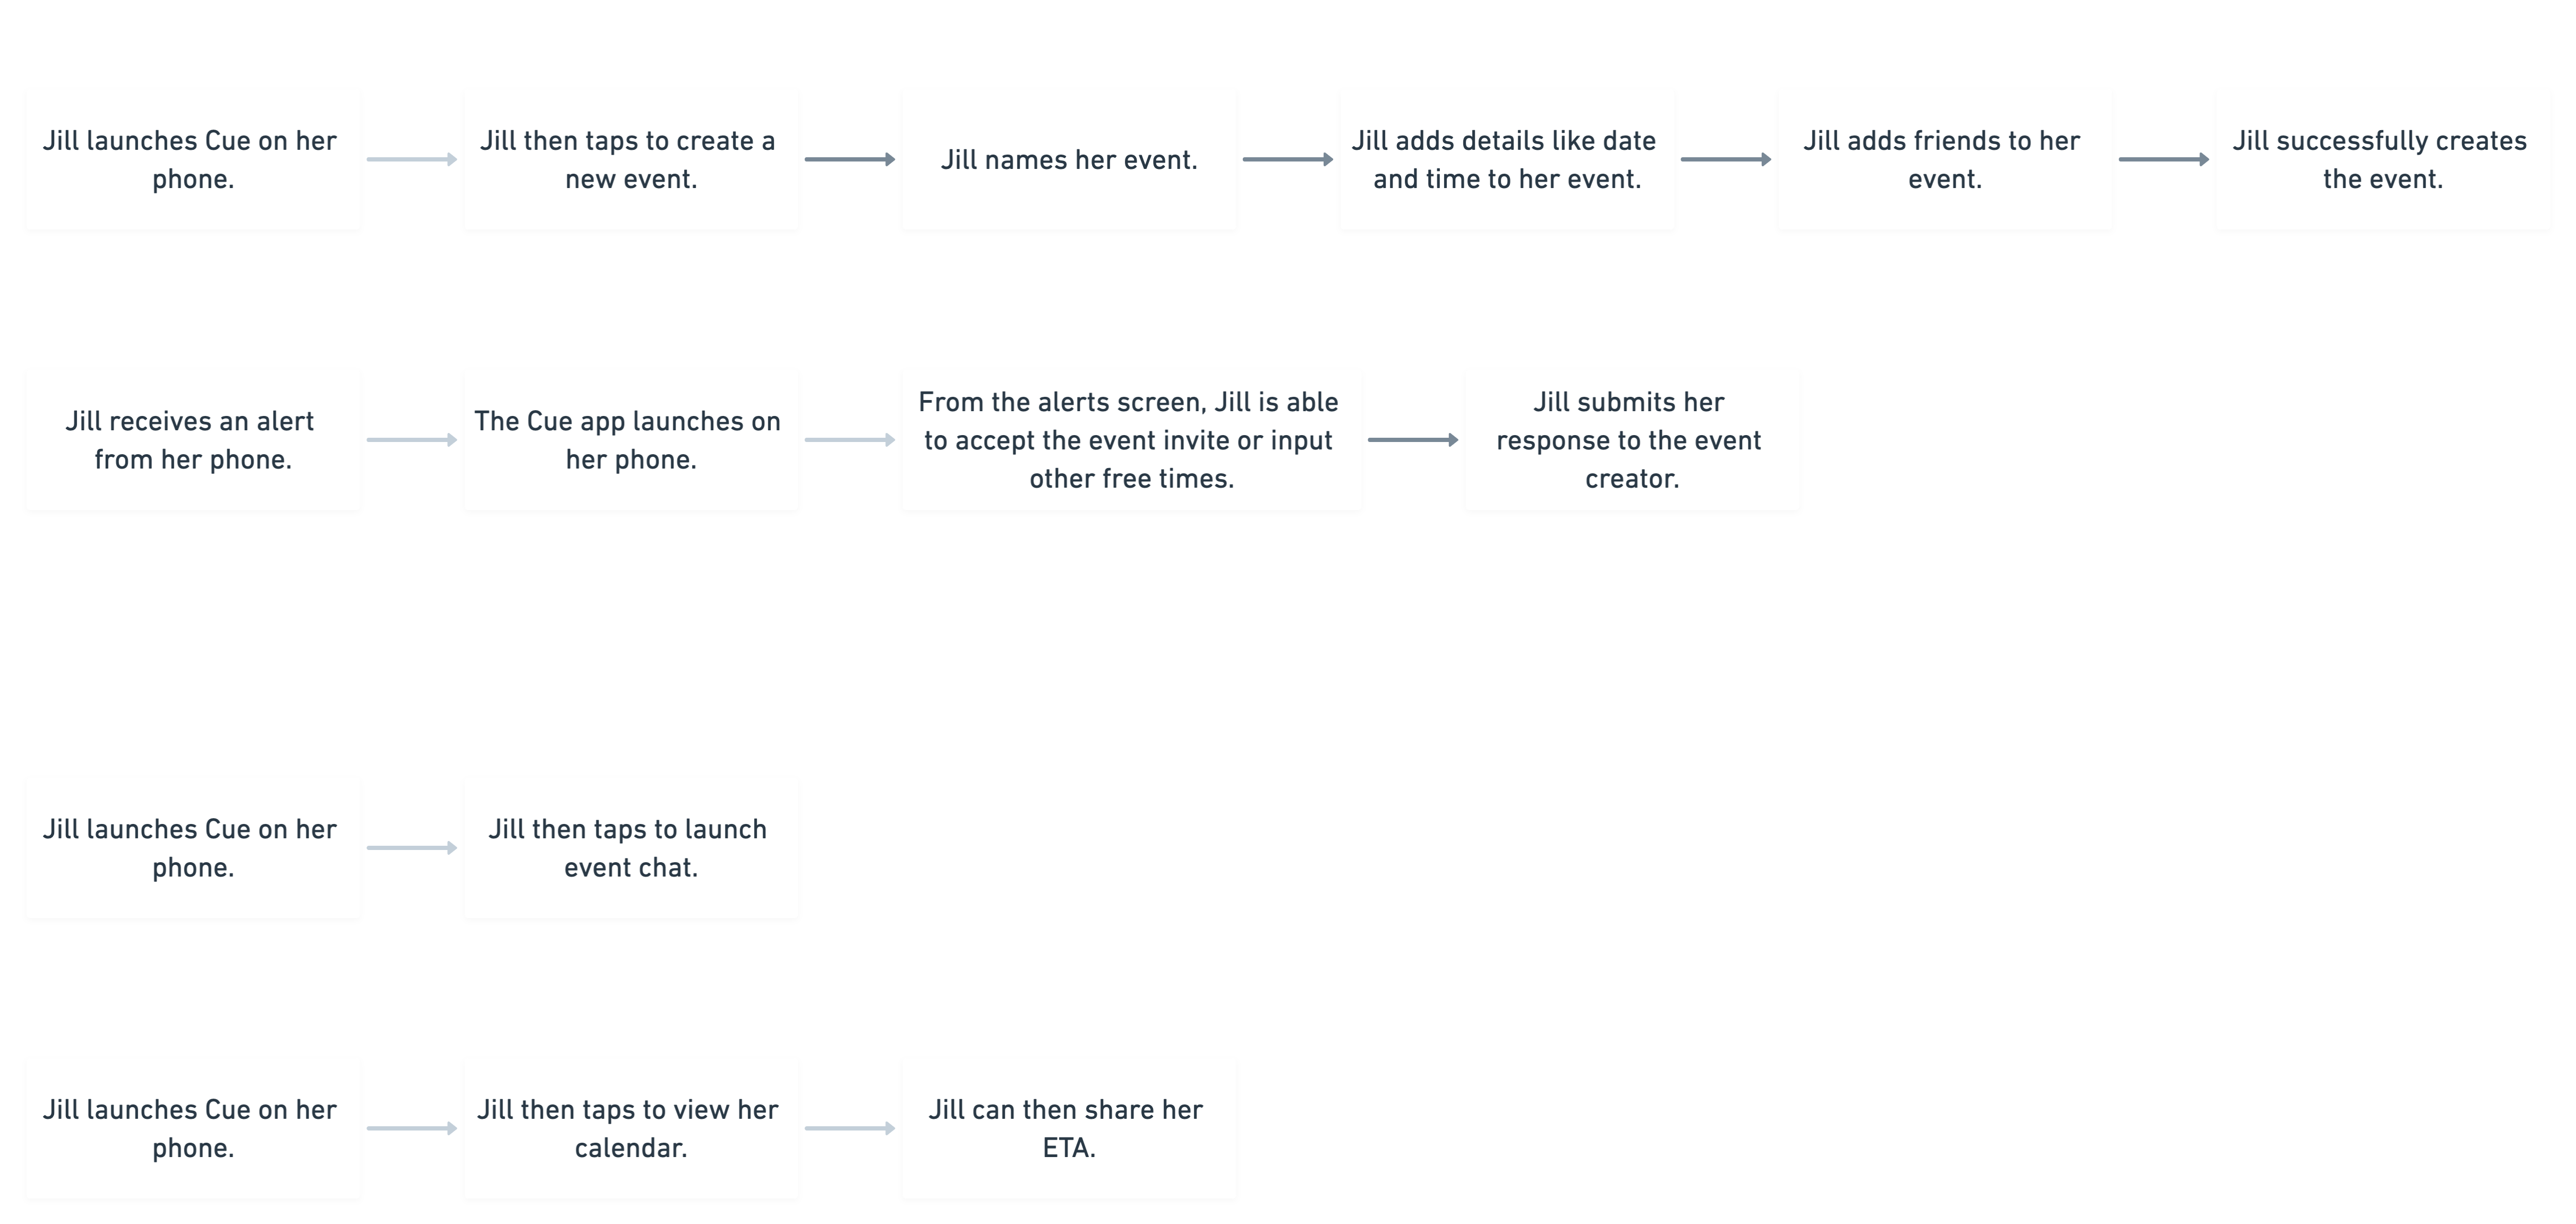 Jill launches Cue on her
phone.
Jill then taps to create a
new event.
Jill names her event.
Jill adds details like date
and time to her event.
Jill adds friends to her
event.
Jill successfully creates
the event.
Jill receives an alert
from her phone.
The Cue app launches on
her phone.
From the alerts screen, Jill is able
to accept the event invite or input
other free times.
Jill submits her
response to the event
creator.
Jill launches Cue on her
phone.
Jill then taps to launch
event chat.
Jill launches Cue on her
phone.
Jill then taps to view her
calendar.
Jill can then share her
ETA.